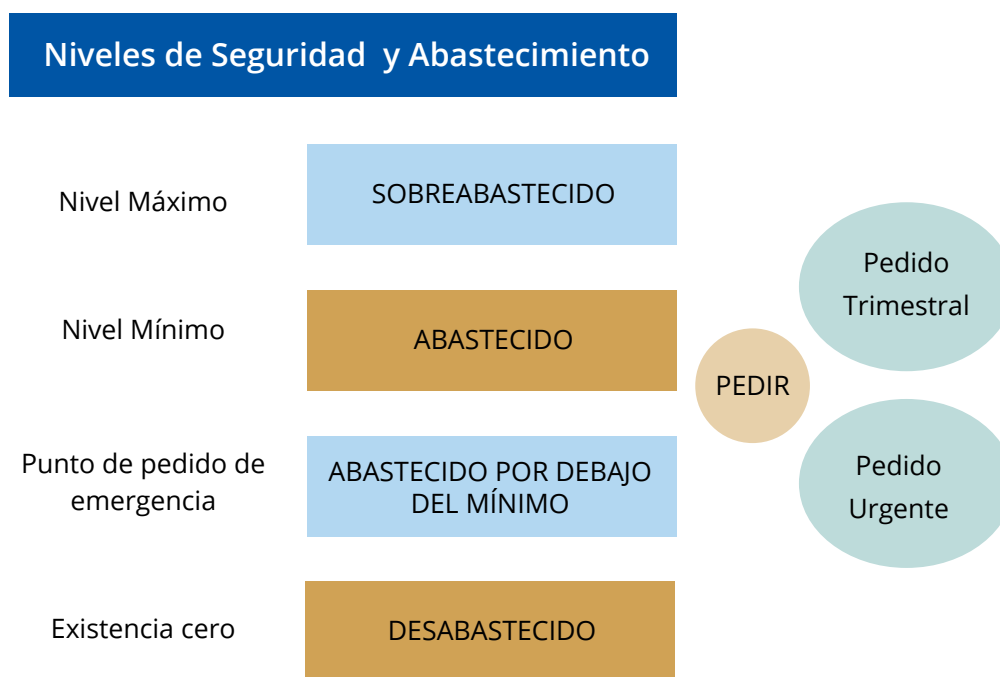 Niveles de Seguridad y Abastecimiento
Nivel Máximo
SOBREABASTECIDO
Nivel Mínimo
ABASTECIDO
Punto de pedido de
emergencia
ABASTECIDO POR DEBAJO
DEL MÍNIMO
Existencia cero
DESABASTECIDO
PEDIR
Pedido
Trimestral
Pedido
Urgente